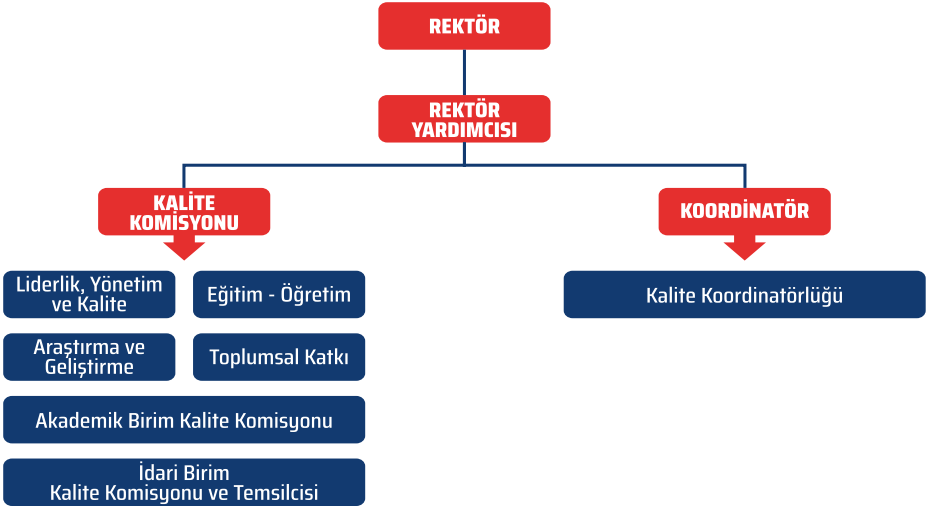 REKTÖR
REKTÖR
YARDIMCISI
KALİTE
KOMİSYONU
KOORDİNATÖR
Liderlik, Yönetim
ve Kalite
Eğitim - Öğretim
Kalite Koordinatörlüğü
Araştırma ve
Geliştirme
Toplumsal Katkı
Akademik Birim Kalite Komisyonu
İdari Birim
Kalite Komisyonu ve Temsilcisi